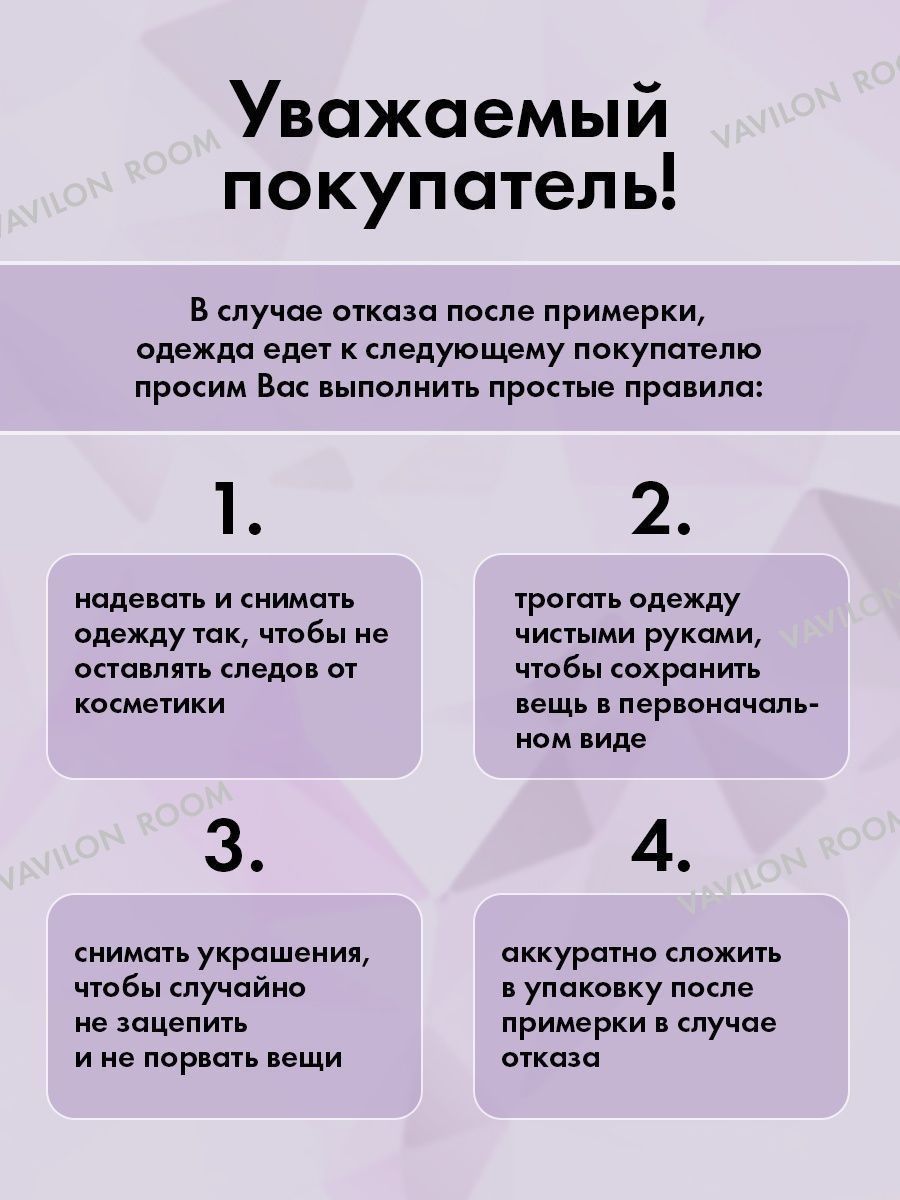 Уважаемый
покупатель!
В случае отказа после примерки,
одежда едет к следующему покупателю
просим Вас выполнить простые правила:
1.
надевать и снимать
одежду так, чтобы не
оставлять следов от
косметики
2.
трогать одежду
чистыми руками,
чтобы сохранить
вещь в первоначаль-
ном виде
3.
снимать украшения,
чтобы случайно
не зацепить
и не порвать вещи
4.
аккуратно сложить
в упаковку после
примерки в случае
отказа
VAVILON ROOM
VAVILON ROO
VAVILON
VAVILON ROOM
VAVILON ROOM